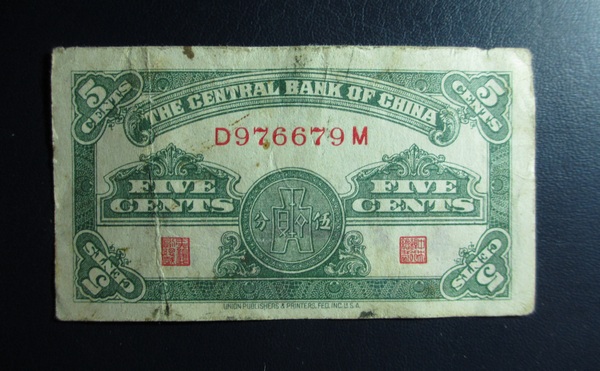 5 CENTS
5 CENTS
THE CENTRAL BANK OF CHINA
D976679M
FIVE CENTS
FIVE CENTS
分 伍
5 CENTS
5 CENTS
UNION PUBLISHERS & PRINTERS, FED. INC. U.S.A.